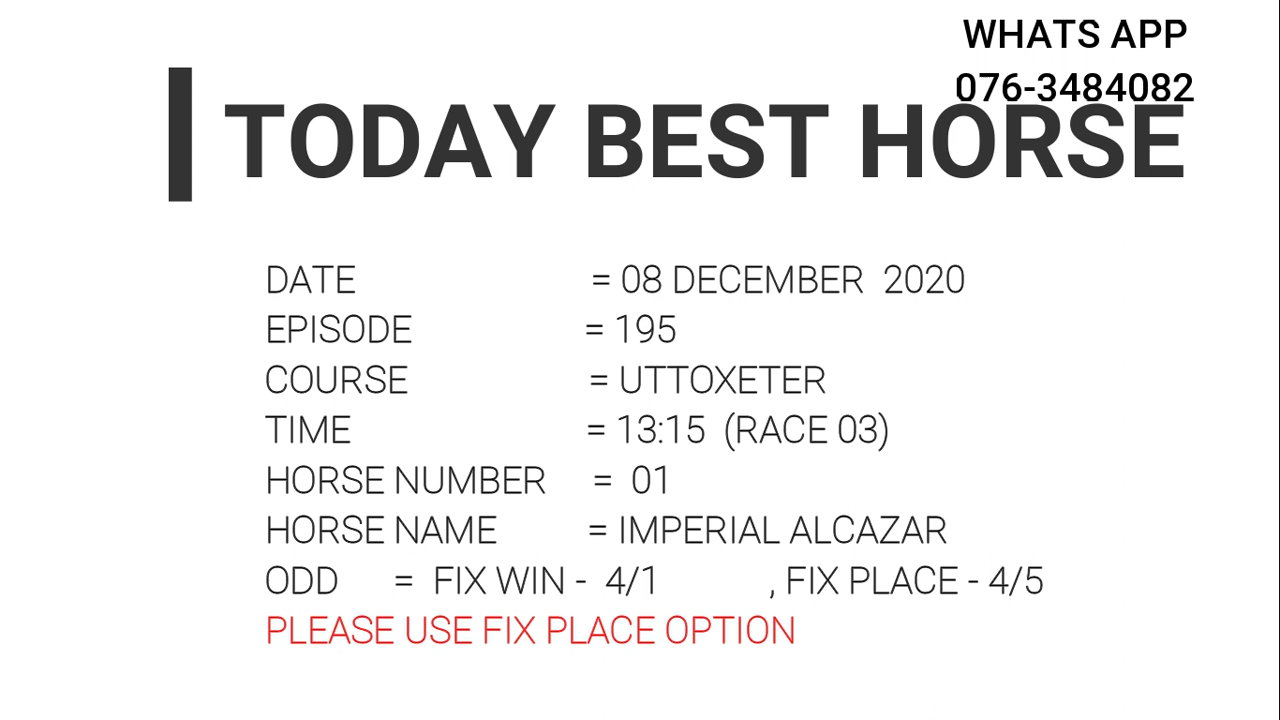 WHATS APP
076-3484082
TODAY BEST HORSE
DATE = 08 DECEMBER 2020
EPISODE = 195
COURSE = UTTOXETER
TIME = 13:15 (RACE 03)
HORSE NUMBER = 01
HORSE NAME = IMPERIAL ALCAZAR
ODD = FIX WIN - 4/1 , FIX PLACE - 4/5
PLEASE USE FIX PLACE OPTION